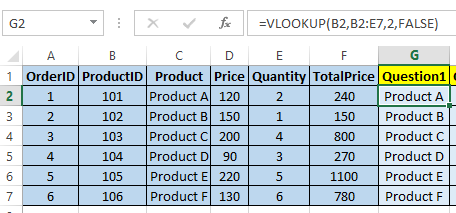 G2 =VLOOKUP(B2,B2:E7,2,FALSE)
A B C D E F G
1 OrderID ProductID Product Price Quantity TotalPrice Question1
2 1 101 Product A 120 2 240 Product A
3 2 102 Product B 150 1 150 Product B
4 3 103 Product C 200 4 800 Product C
5 4 104 Product D 90 3 270 Product D
6 5 105 Product E 220 5 1100 Product E
7 6 106 Product F 130 6 780 Product F